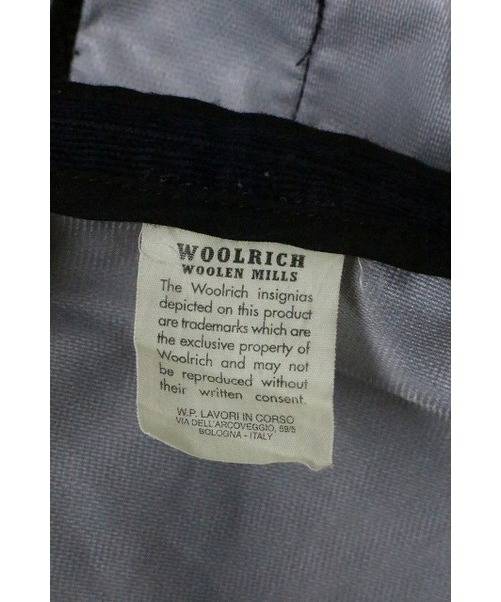 WOOLRICH
WOOLEN MILLS
The Woolrich insignias
depicted on this product
are trademarks which are
the exclusive property of
Woolrich and may not
be reproduced without
their written consent.
W.P. LAVORI IN CORSO
VIA DELL'ARCOVEGGIO, 59/5
BOLOGNA - ITALY